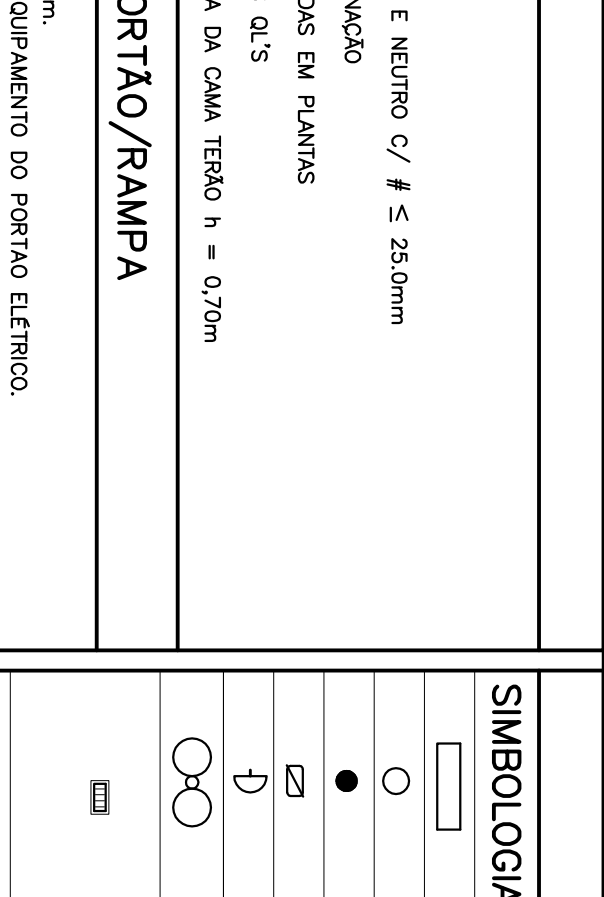 E NEUTRO C/ # ≤ 25.0mm
NAÇÃO
DAS EM PLANTAS
QL'S
A DA CAMA TERÃO h = 0,70m
ORTÃO/RAMPA
m.
QUIPAMENTO DO PORTAO ELÉTRICO.
SIMBOLOGIA